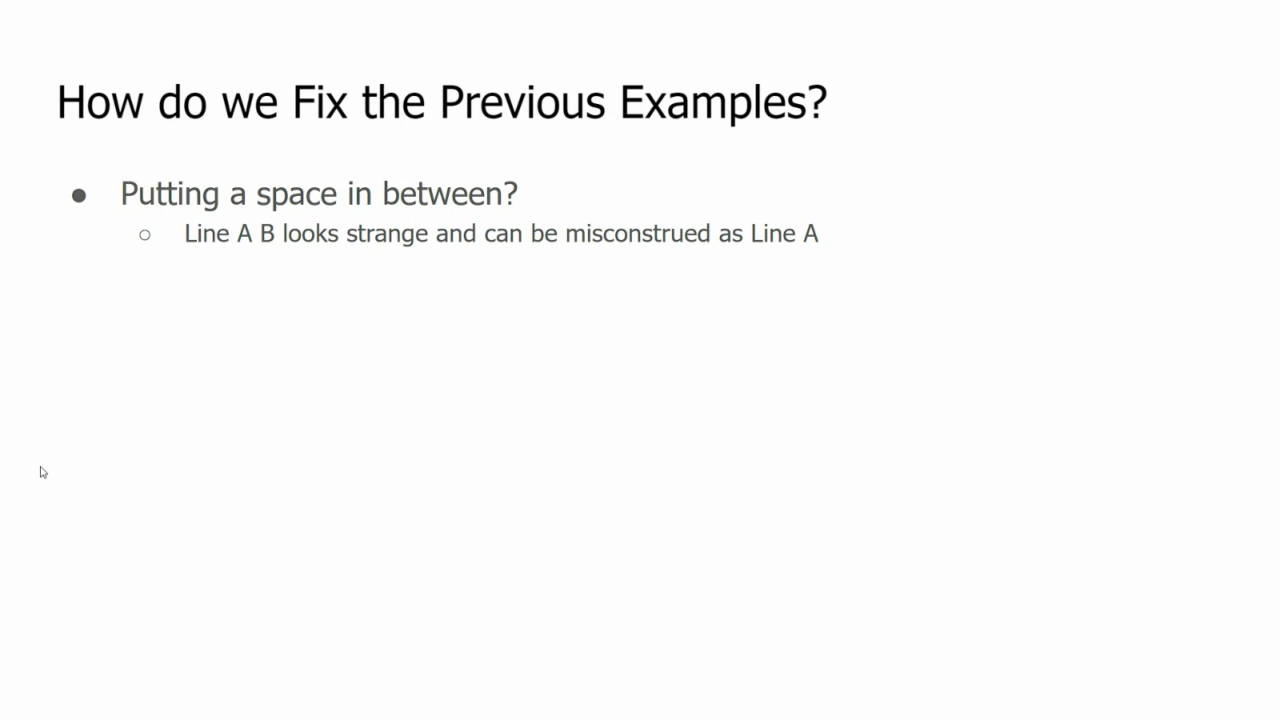 How do we Fix the Previous Examples?
● Putting a space in between?
○ Line A B looks strange and can be misconstrued as Line A